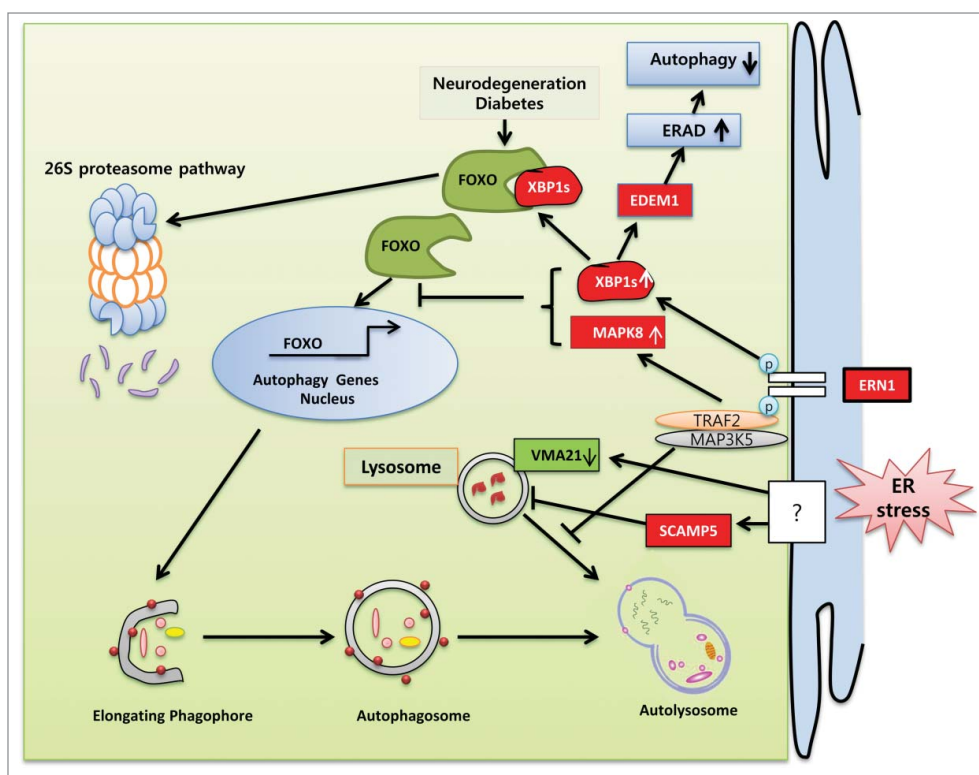 Autophagy
Neurodegeneration
Diabetes
ERAD
26S proteasome pathway
FOXO
XBP1s
EDEM1
FOXO
XBP1s
MAPK8
FOXO
Autophagy Genes
Nucleus
p
ERN1
p
TRAF2
MAP3K5
VMA21
Lysosome
ER
stress
?
SCAMP5
Elongating Phagophore
Autophagosome
Autolysosome